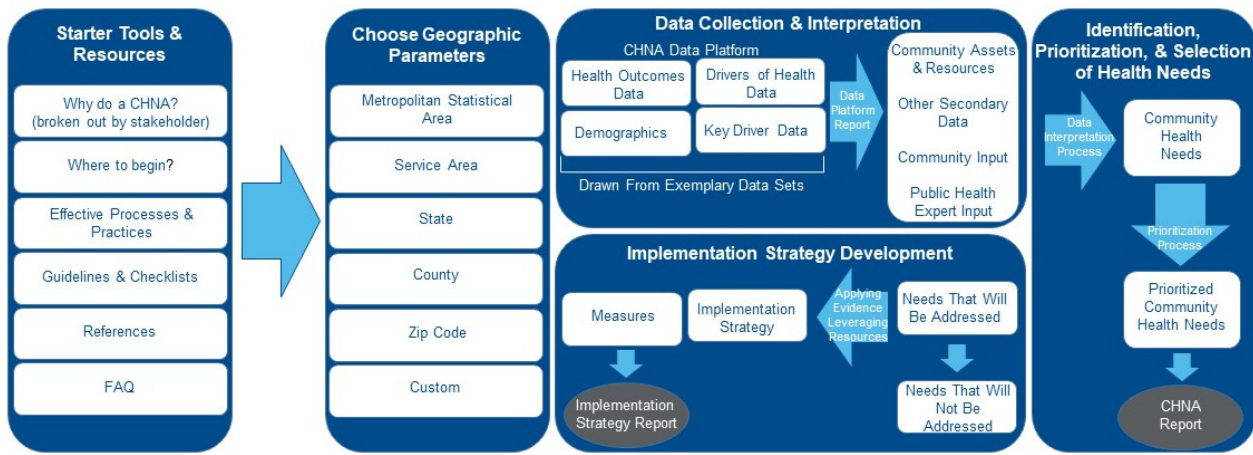 Starter Tools &
Resources
Why do a CHNA?
(broken out by stakeholder)
Where to begin?
Effective Processes &
Practices
Guidelines & Checklists
References
FAQ
Choose Geographic
Parameters
Metropolitan Statistical
Area
Service Area
State
County
Zip Code
Custom
Data Collection & Interpretation
CHNA Data Platform
Health Outcomes
Data
Drivers of Health
Data
Demographics
Key Driver Data
Drawn From Exemplary Data Sets
Data
Platform
Report
Community Assets
& Resources
Other Secondary
Data
Community Input
Public Health
Expert Input
Implementation Strategy Development
Measures
Implementation
Strategy
Applying
Evidence
Leveraging
Resources
Needs That Will
Be Addressed
Needs That Will
Not Be
Addressed
Implementation
Strategy Report
Identification,
Prioritization, & Selection
of Health Needs
Data
Interpretation
Process
Community
Health
Needs
Prioritization
Process
Prioritized
Community
Health Needs
CHNA
Report